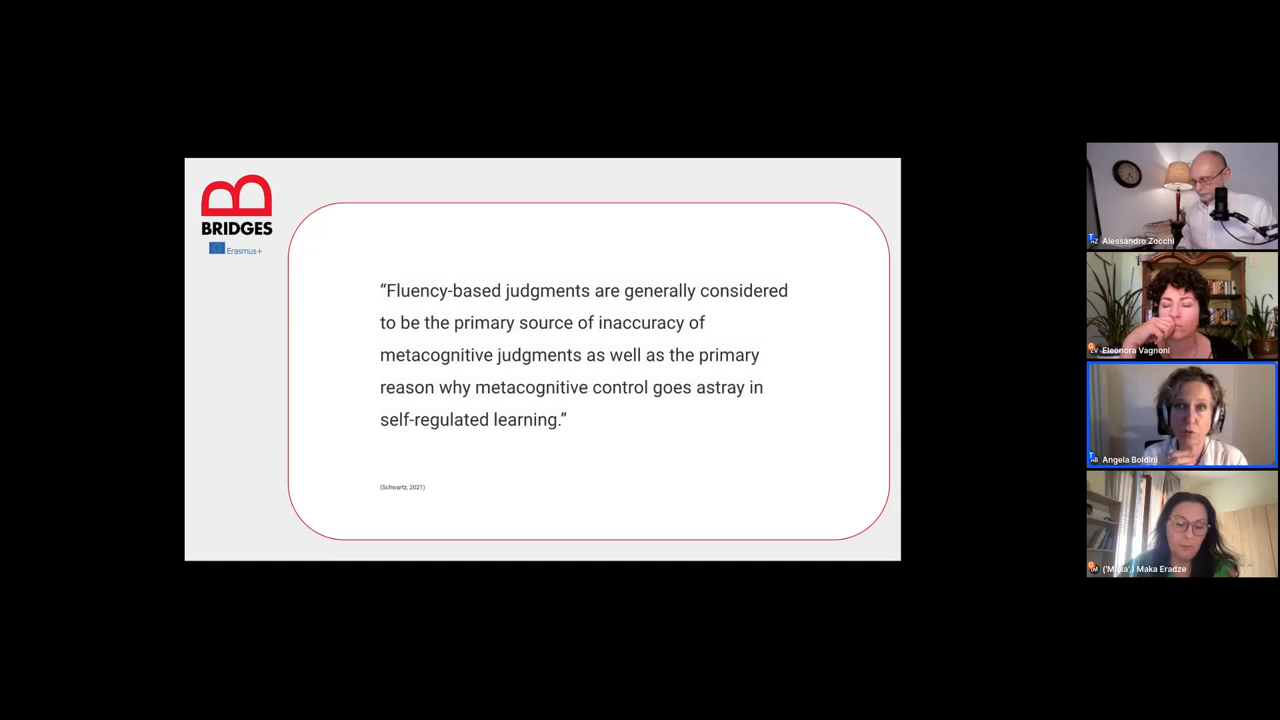 BRIDGES
Erasmus+
“Fluency-based judgments are generally considered
to be the primary source of inaccuracy of
metacognitive judgments as well as the primary
reason why metacognitive control goes astray in
self-regulated learning.”
(Schwartz, 2021)
Alessandro Zocchi
Eleonora Vagnoni
Angela Boldini
Maka Eradze